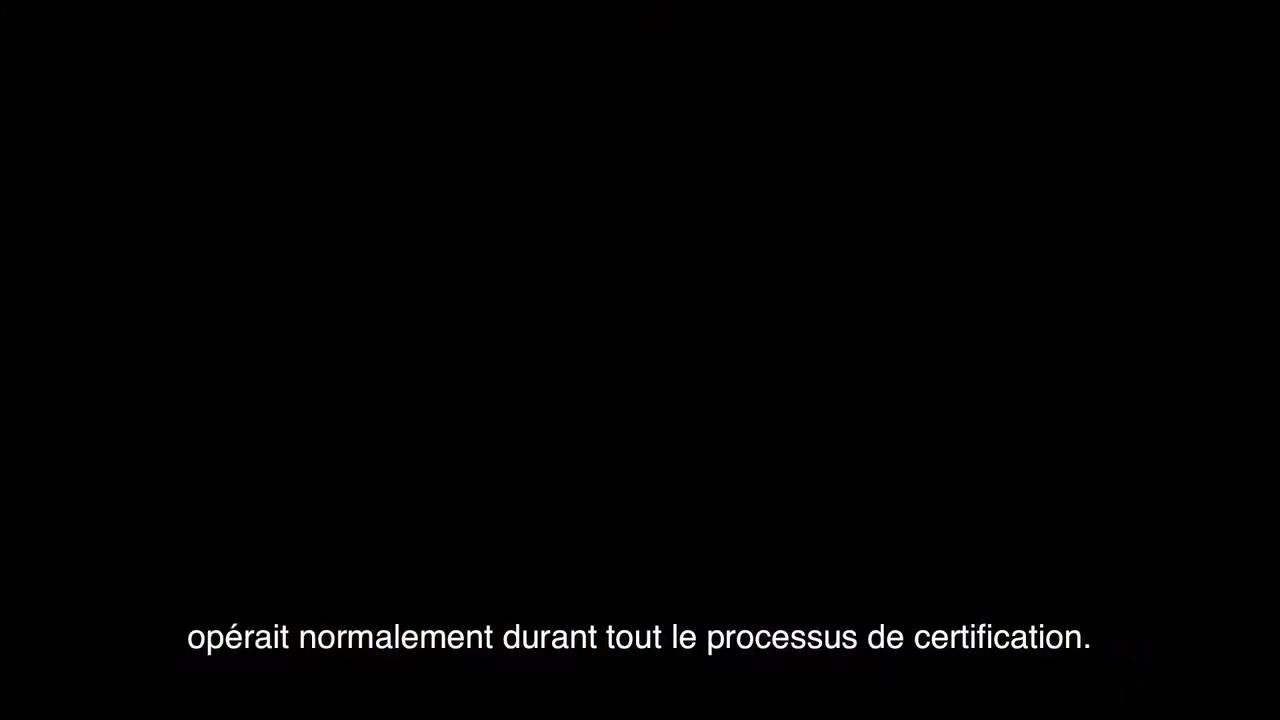 opérait normalement durant tout le processus de certification.